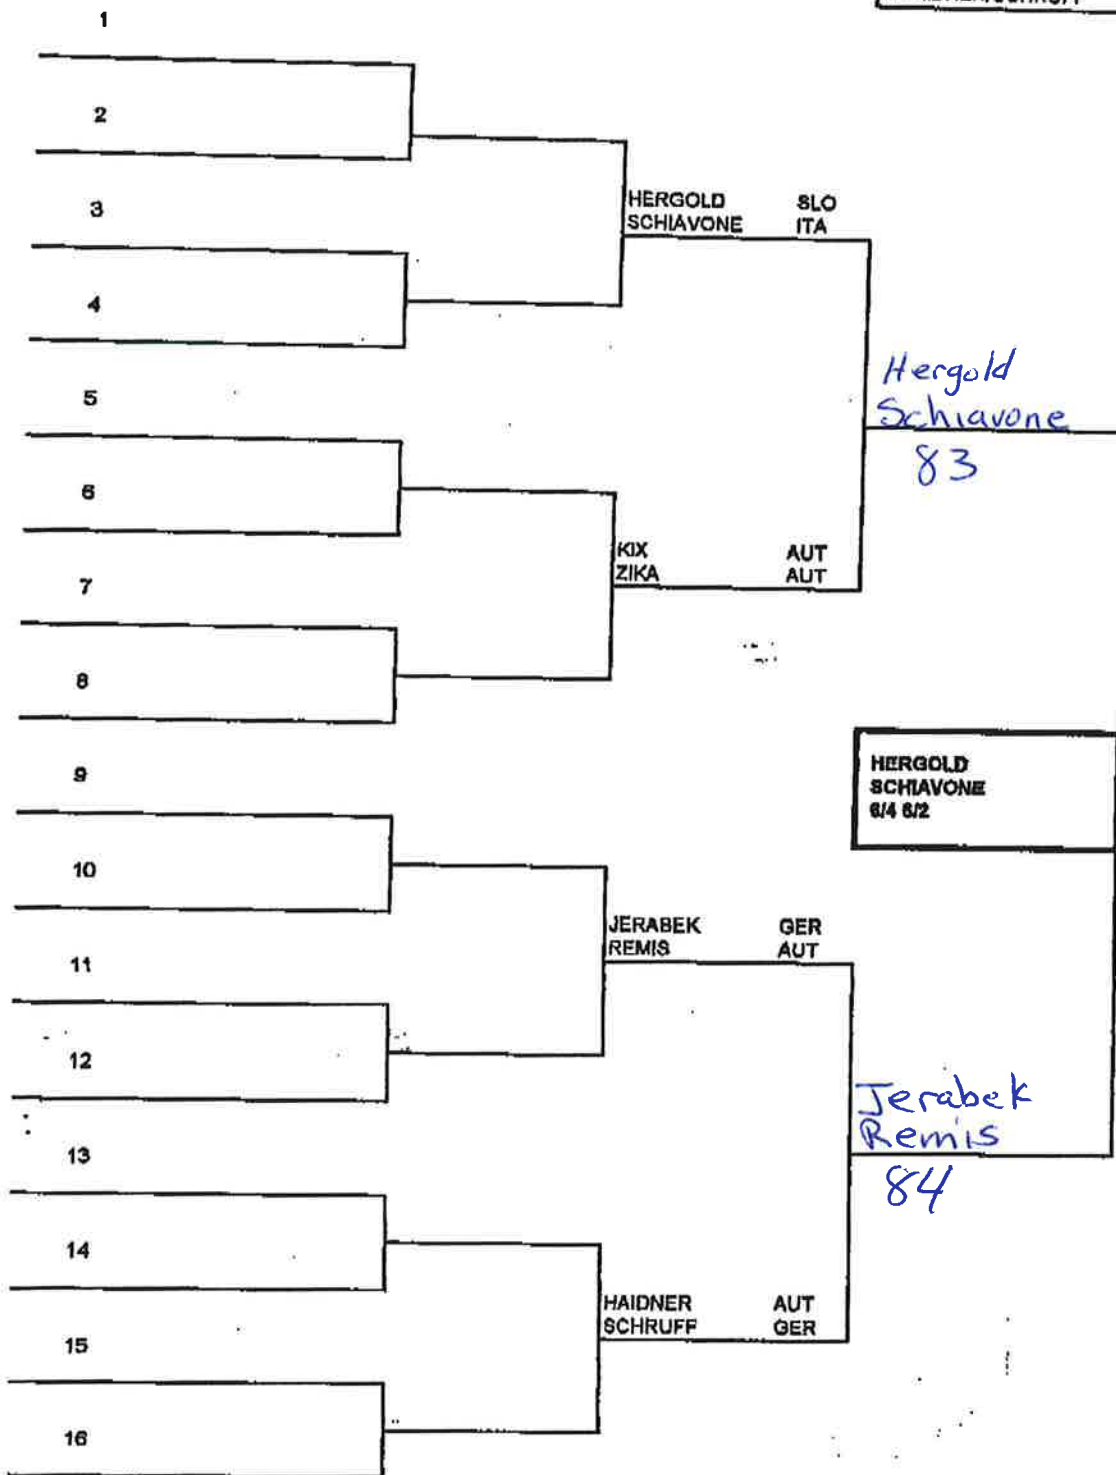 1
2
3
HERGOLD SLO
SCHIAVONE ITA
4
Hergold
Schiavone
83
5
6
KIX AUT
ZIKA AUT
7
8
HERGOLD
SCHIAVONE
6/4 6/2
9
10
JERABEK GER
REMIS AUT
11
12
Jerabek
Remis
84
13
14
HAIDNER AUT
SCHRUFF GER
15
16